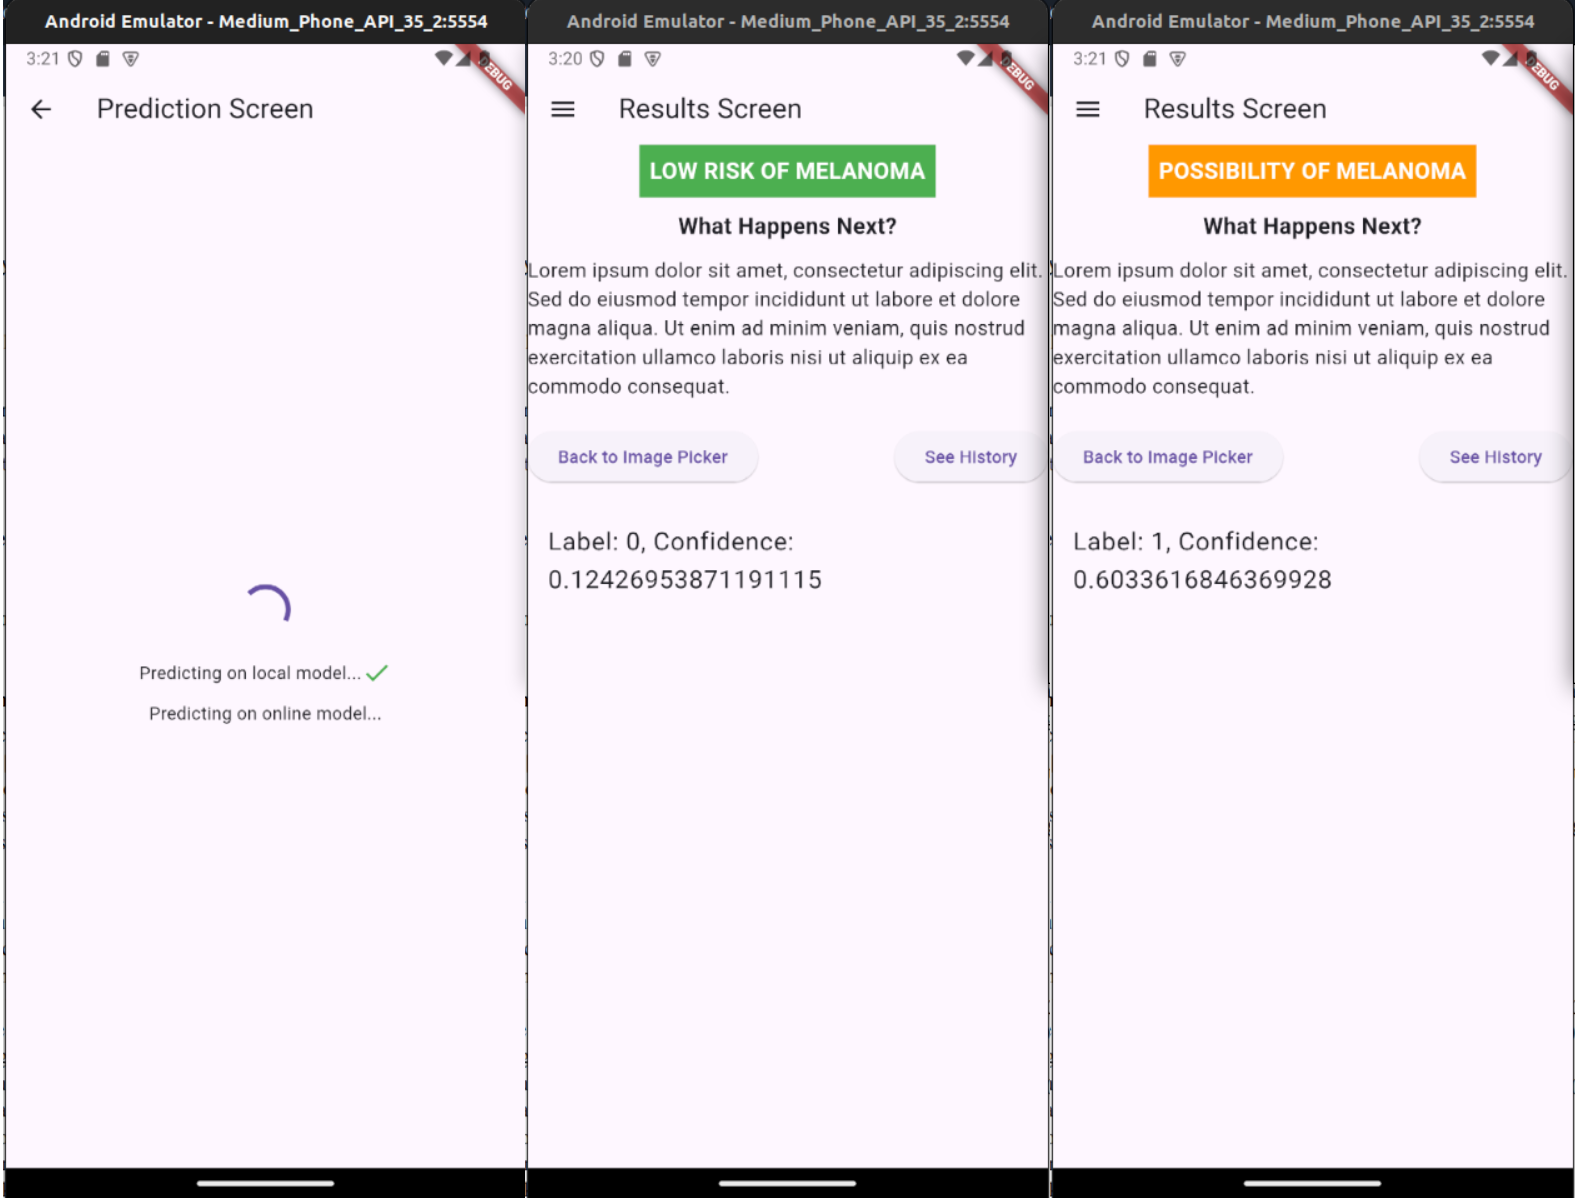 Android Emulator - Medium_Phone_API_35_2:5554
3:21
DEBUG
Prediction Screen
Predicting on local model...
Predicting on online model...
Android Emulator - Medium_Phone_API_35_2:5554
3:20
DEBUG
Results Screen
LOW RISK OF MELANOMA
What Happens Next?
Lorem ipsum dolor sit amet, consectetur adipiscing elit.
Sed do eiusmod tempor incididunt ut labore et dolore
magna aliqua. Ut enim ad minim veniam, quis nostrud
exercitation ullamco laboris nisi ut aliquip ex ea
commodo consequat.
Back to Image Picker
See History
Label: 0, Confidence:
0.12426953871191115
Android Emulator - Medium_Phone_API_35_2:5554
3:21
DEBUG
Results Screen
POSSIBILITY OF MELANOMA
What Happens Next?
Lorem ipsum dolor sit amet, consectetur adipiscing elit.
Sed do eiusmod tempor incididunt ut labore et dolore
magna aliqua. Ut enim ad minim veniam, quis nostrud
exercitation ullamco laboris nisi ut aliquip ex ea
commodo consequat.
Back to Image Picker
See History
Label: 1, Confidence:
0.6033616846369928